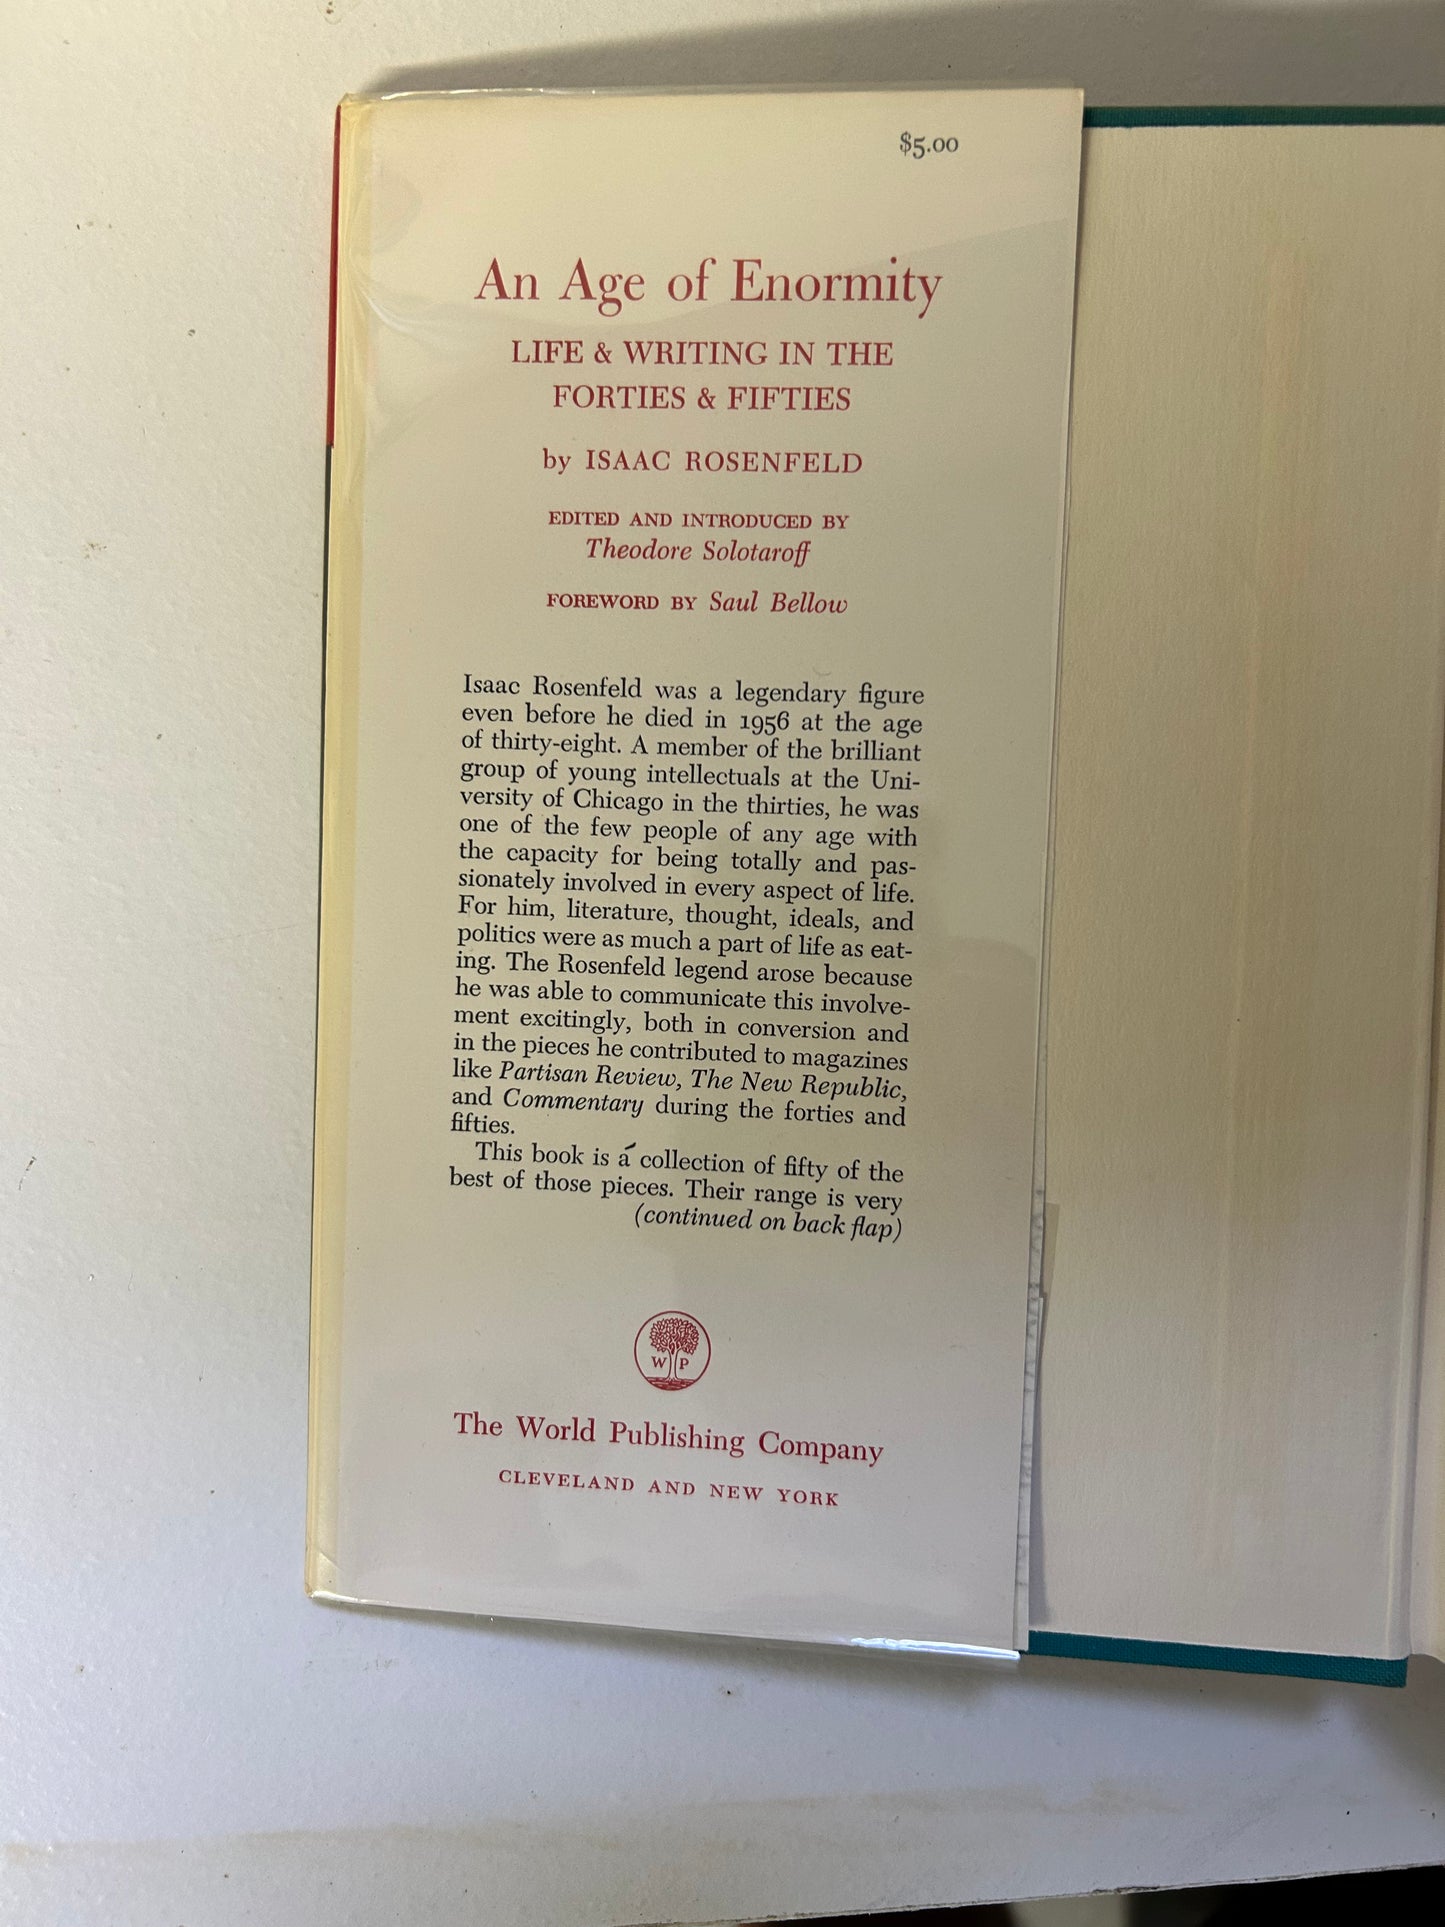 $5.00
An Age of Enormity
LIFE & WRITING IN THE
FORTIES & FIFTIES
by ISAAC ROSENFELD
EDITED AND INTRODUCED BY
Theodore Solotaroff
FOREWORD BY Saul Bellow
Isaac Rosenfeld was a legendary figure
even before he died in 1956 at the age
of thirty-eight. A member of the brilliant
group of young intellectuals at the Uni-
versity of Chicago in the thirties, he was
one of the few people of any age with
the capacity for being totally and pas-
sionately involved in every aspect of life.
For him, literature, thought, ideals, and
politics were as much a part of life as eat-
ing. The Rosenfeld legend arose because
he was able to communicate this involve-
ment excitingly, both in conversion and
in the pieces he contributed to magazines
like Partisan Review, The New Republic,
and Commentary during the forties and
fifties.
This book is a collection of fifty of the
best of those pieces. Their range is very
(continued on back flap)
W P
The World Publishing Company
CLEVELAND AND NEW YORK